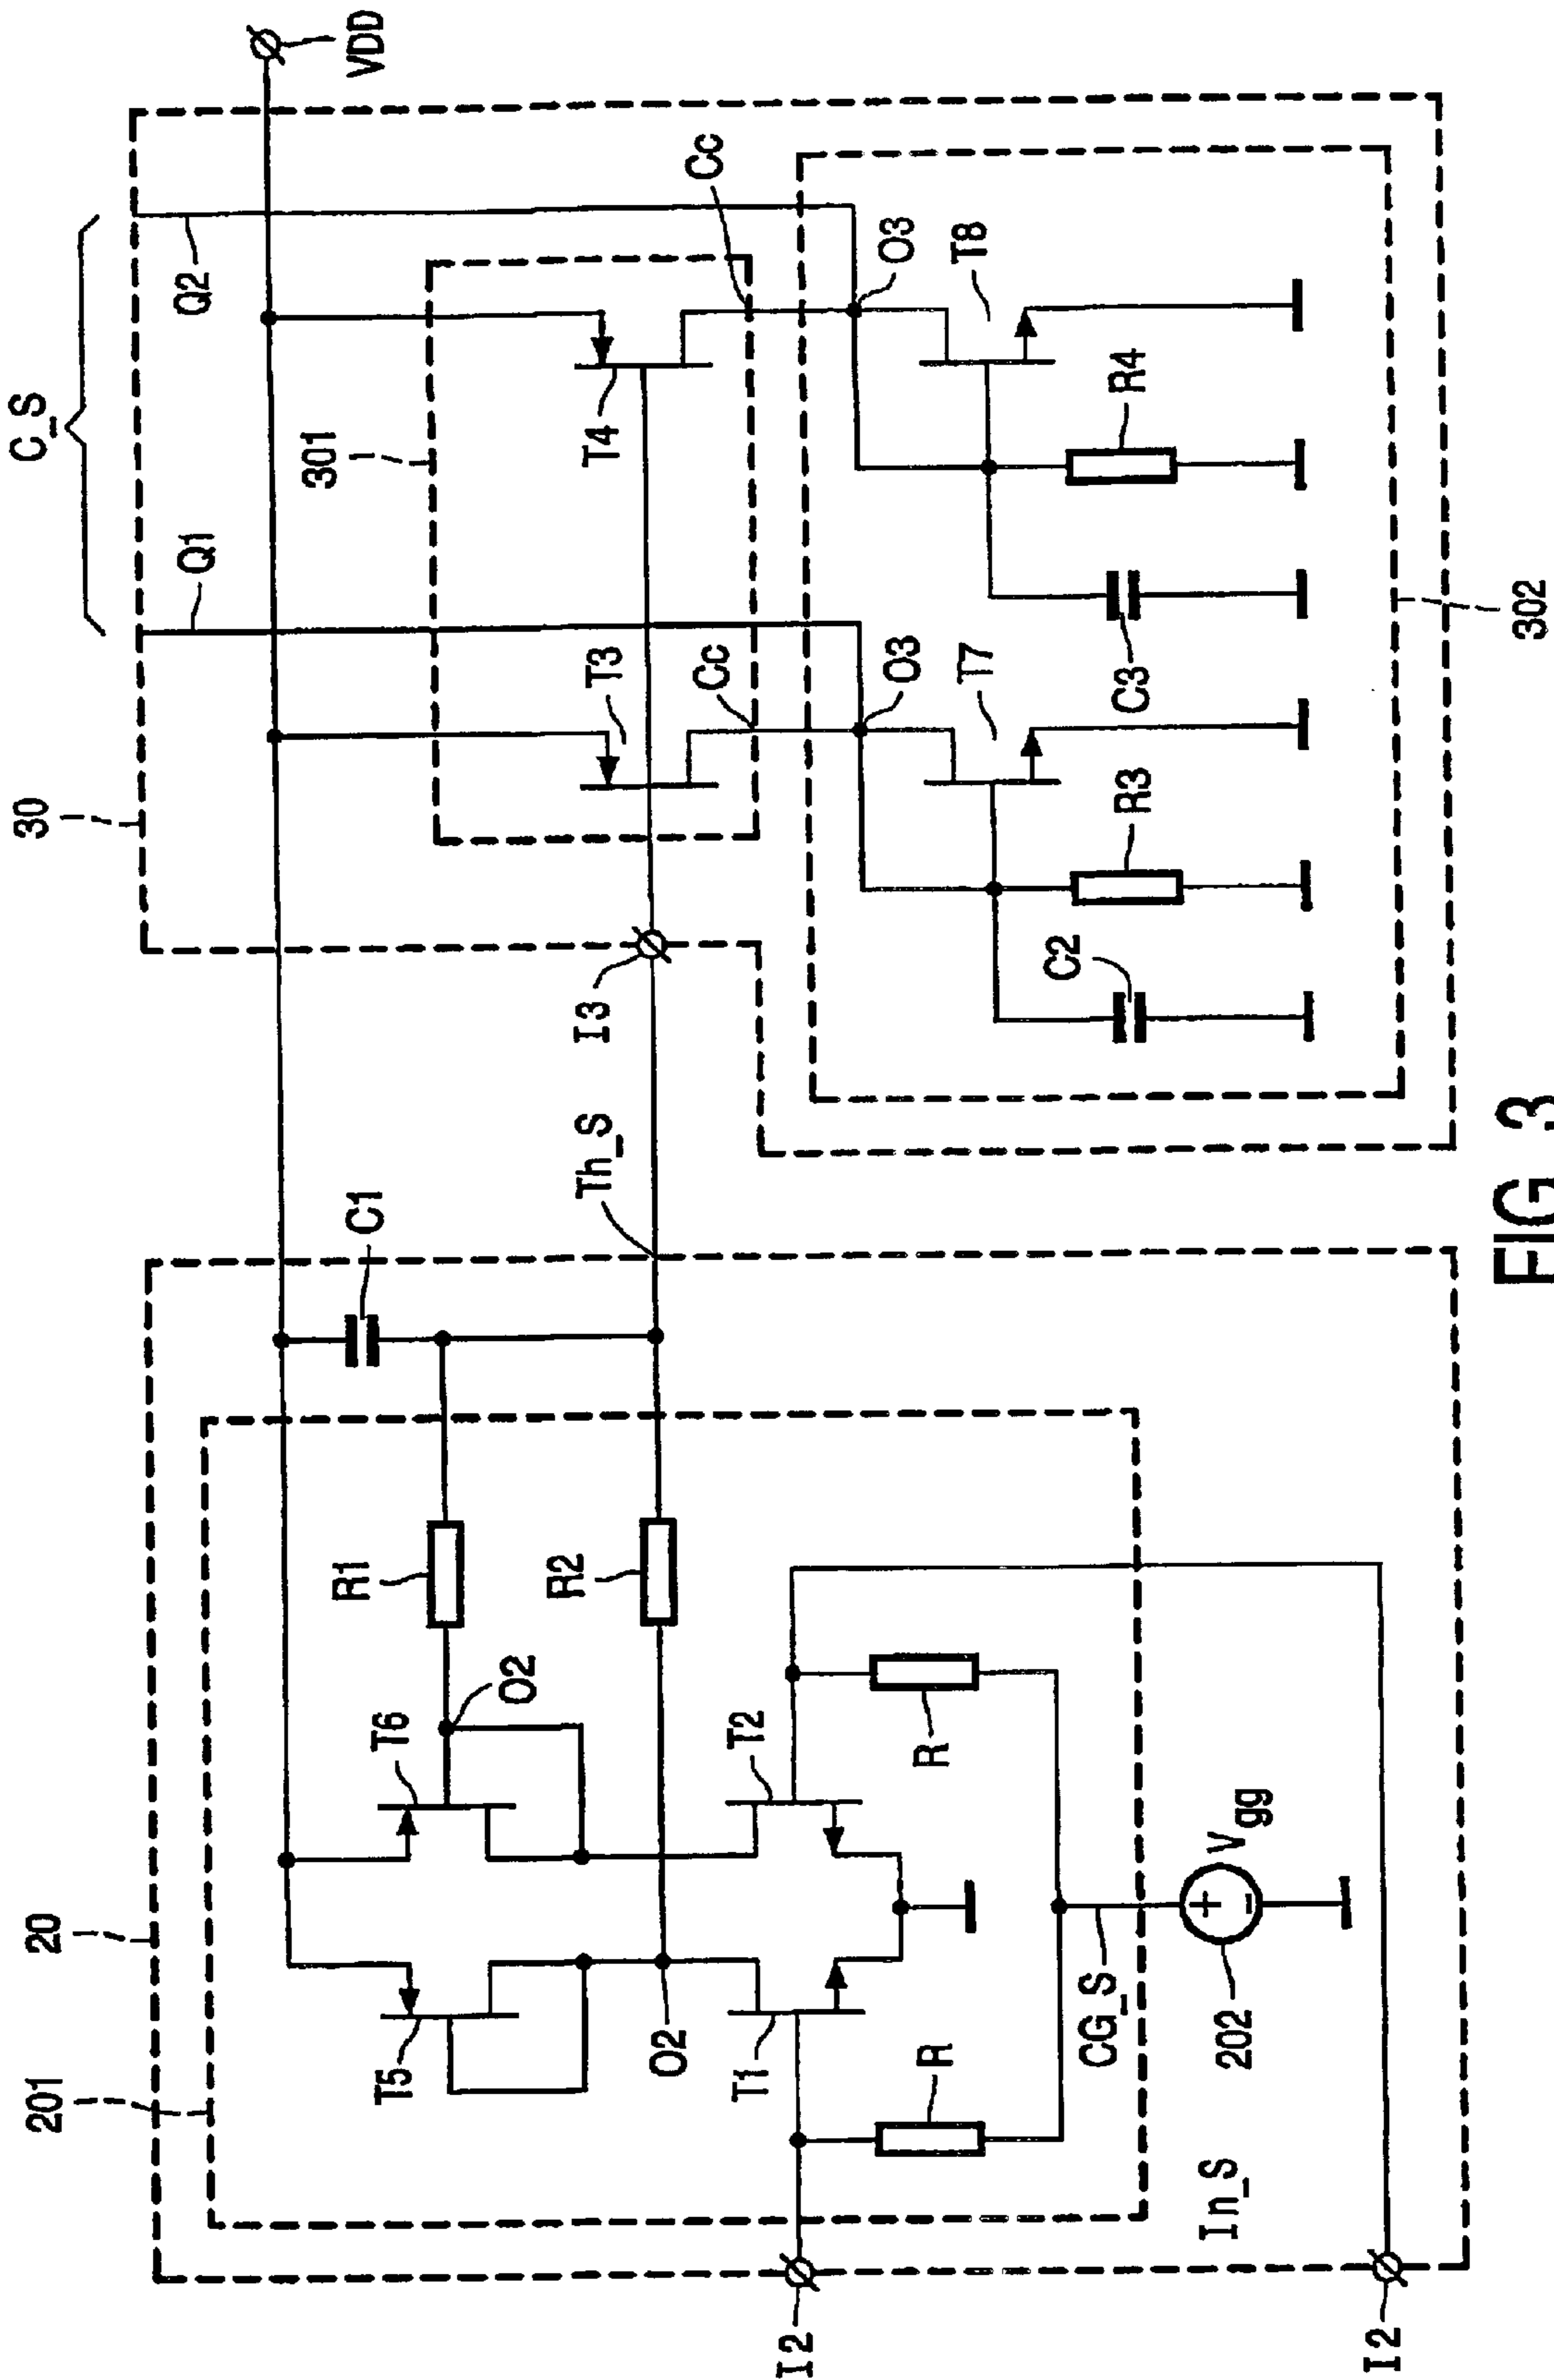 C_S
VDD
Q1
Q2
30
301
T3
T4
Cc
Cc
O3
O3
T7
T8
R3
R4
C2
C3
302
I3
Th_S
C1
20
201
T5
T6
R1
R2
O2
O2
T1
T2
R
R
CG_S
202
Vgg
In_S
I2
I2
FIG. 3